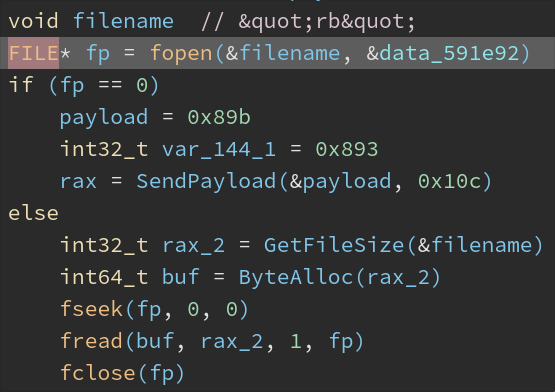 void filename  // &quot;rb&quot;
FILE* fp = fopen(&filename, &data_591e92)
if (fp == 0)
    payload = 0x89b
    int32_t var_144_1 = 0x893
    rax = SendPayload(&payload, 0x10c)
else
    int32_t rax_2 = GetFileSize(&filename)
    int64_t buf = ByteAlloc(rax_2)
    fseek(fp, 0, 0)
    fread(buf, rax_2, 1, fp)
    fclose(fp)